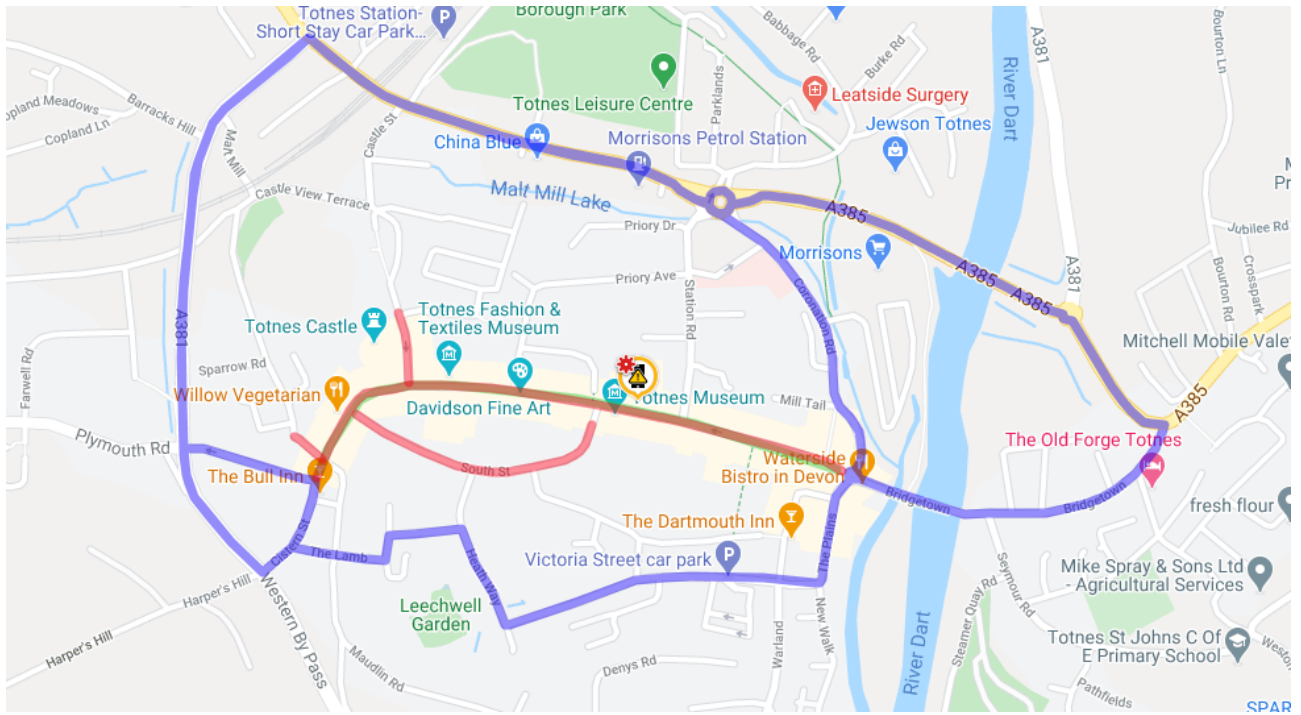 Totnes Station-
Short Stay Car Park...
P
Borough Park
Babbage Rd
Burke Rd
River Dart
A381
Bourton Ln
Copland Meadows
Copland Ln
Barracks Hill
Malt Mill
Castle St
Totnes Leisure Centre
Parklands
Leatside Surgery
China Blue
Morrisons Petrol Station
Jewson Totnes
Malt Mill Lake
Castle View Terrace
Priory Dr
A385
Jubilee Rd
Morrisons
A385
A381
Bourton Rd
Crosspark
Priory Ave
Station Rd
Coronation Rd
A385
A381
Totnes Castle
Totnes Fashion &
Textiles Museum
Mitchell Mobile Valet
Farwell Rd
Sparrow Rd
Willow Vegetarian
Davidson Fine Art
Totnes Museum
Mill Tail
A385
Plymouth Rd
The Old Forge Totnes
South St
Waterside
Bistro in Devon
The Bull Inn
Bridgetown
Bridgetown
fresh flour
The Dartmouth Inn
Cistern St
The Lamb
Heath Way
Victoria Street car park
P
The Plains
Mike Spray & Sons Ltd
- Agricultural Services
Harper's Hill
Western By Pass
Leechwell
Garden
Seymour Rd
Steamer Quay Rd
New Walk
Warland
River Dart
Totnes St Johns C Of
E Primary School
Weston
Harper's Hill
Maudlin Rd
Denys Rd
Pathfields
SPAR